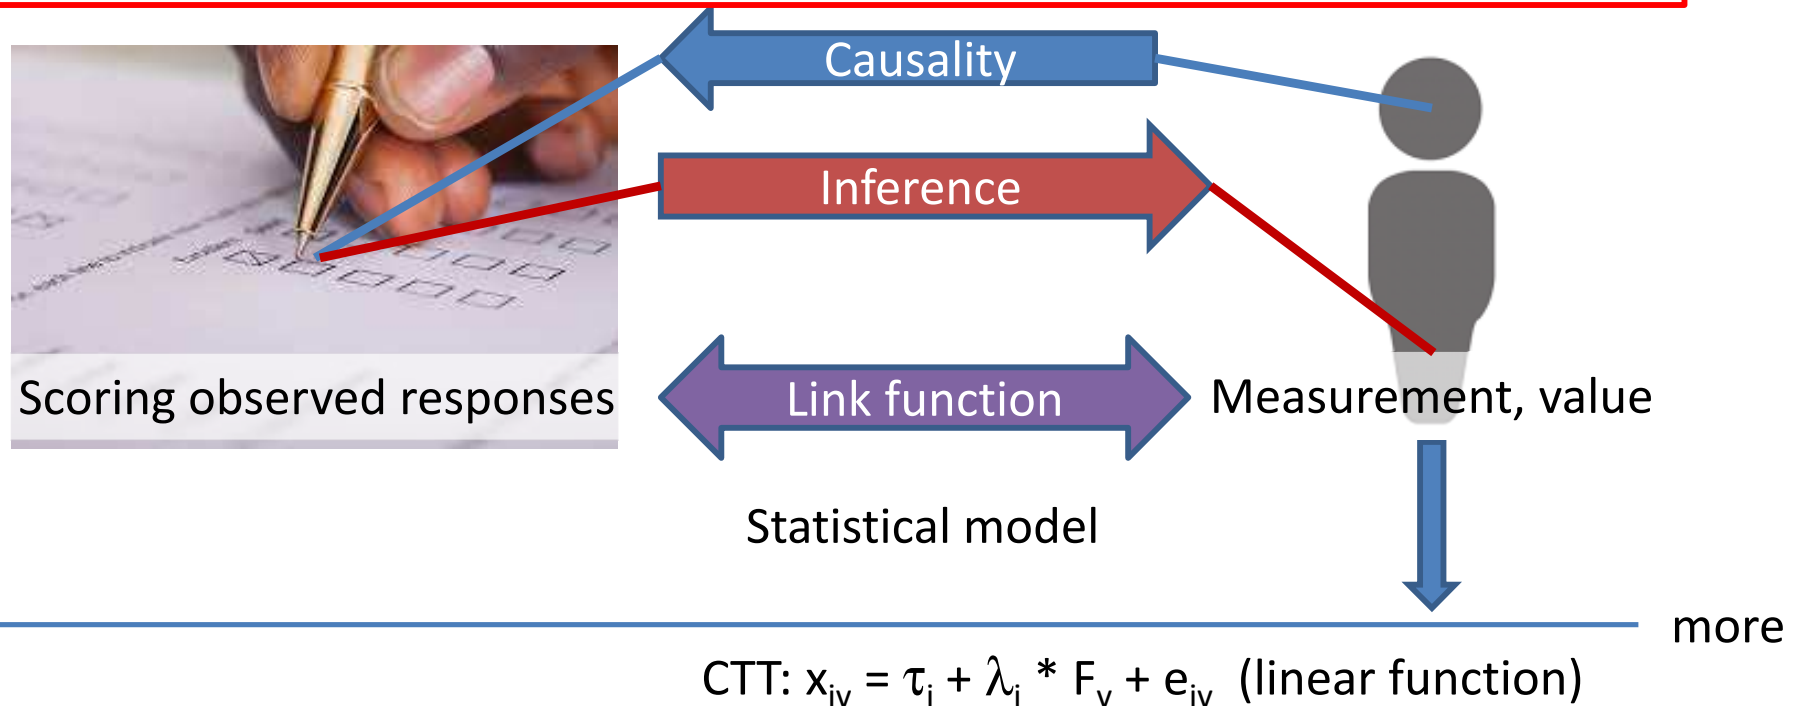 Causality
Inference
Scoring observed responses
Link function
Measurement, value
Statistical model
more
CTT: xiv = τi + λi * Fv + eiv (linear function)